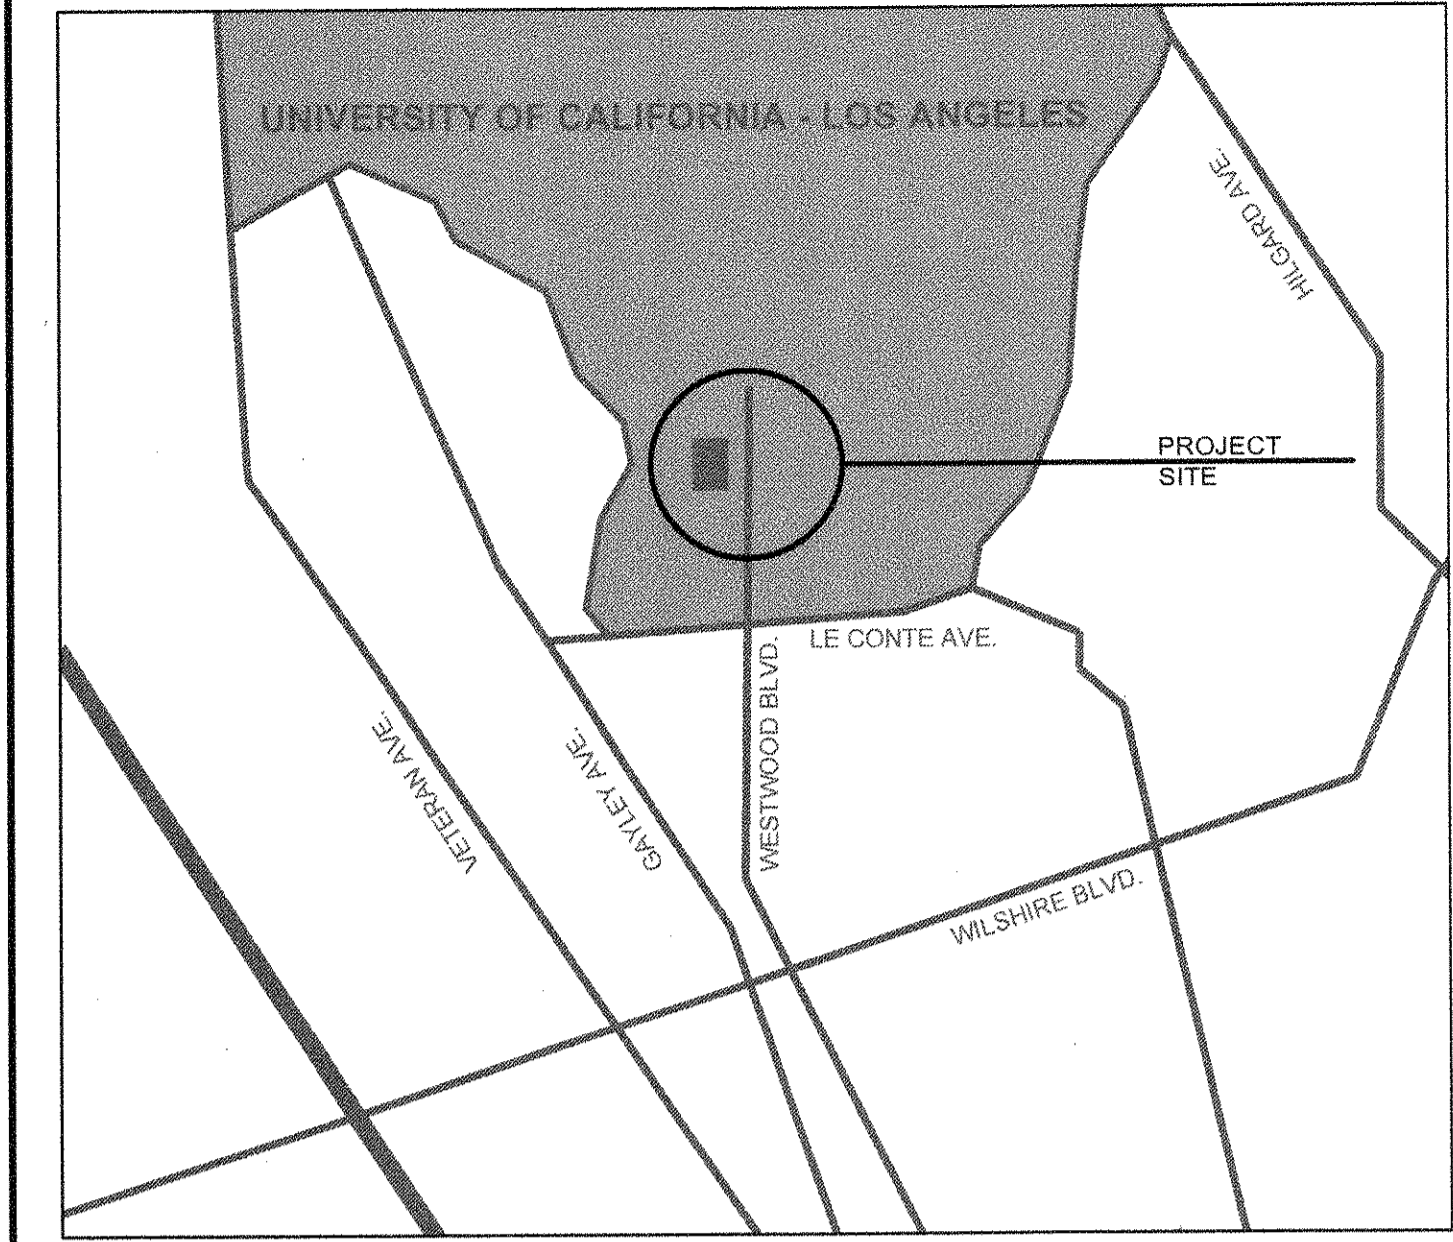 UNIVERSITY OF CALIFORNIA - LOS ANGELES
HILGARD AVE.
PROJECT
SITE
LE CONTE AVE.
WESTWOOD BLVD.
VETERAN AVE.
GAYLEY AVE.
WILSHIRE BLVD.